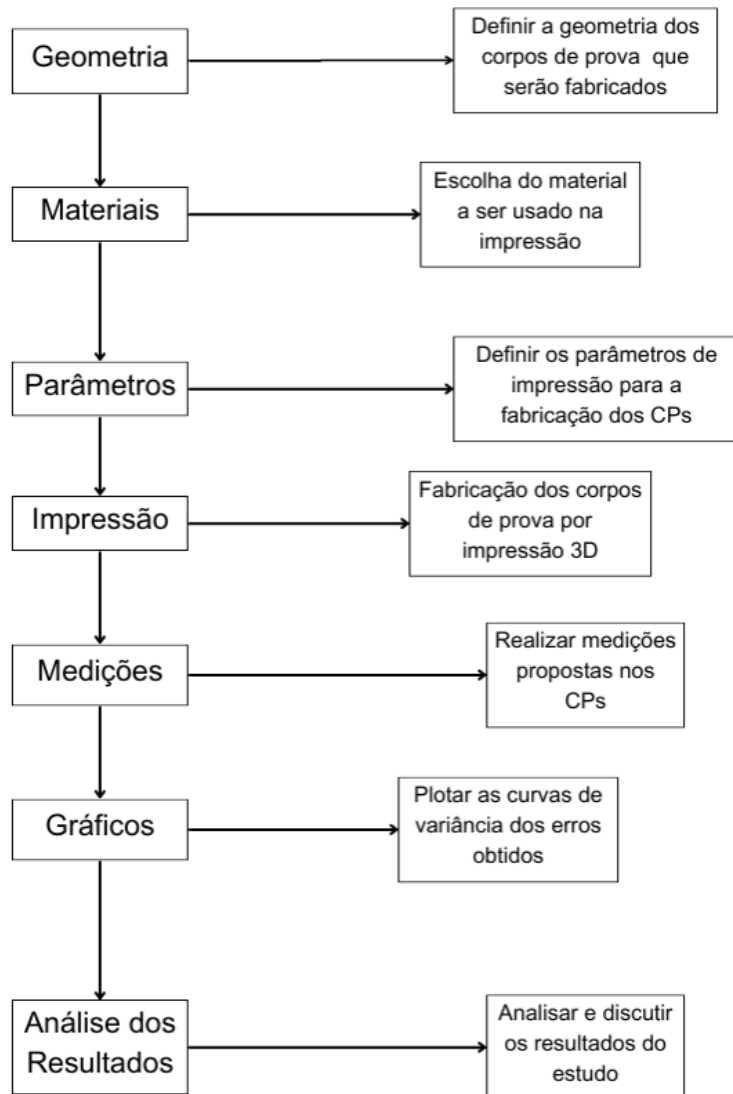 Geometria
Definir a geometria dos
corpos de prova que
serão fabricados
Materiais
Escolha do material
a ser usado na
impressão
Parâmetros
Definir os parâmetros de
impressão para a
fabricação dos CPs
Impressão
Fabricação dos corpos
de prova por
impressão 3D
Medições
Realizar medições
propostas nos
CPs
Gráficos
Plotar as curvas de
variância dos erros
obtidos
Análise dos
Resultados
Analisar e discutir
os resultados do
estudo